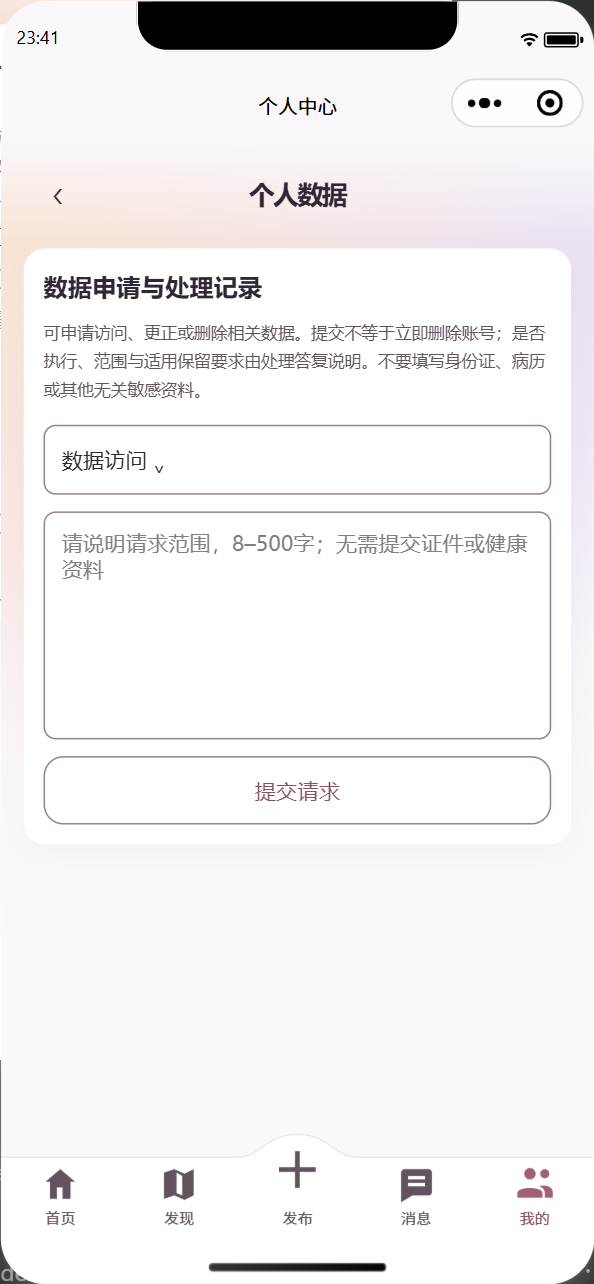 23:41
个人中心
个人数据
数据申请与处理记录
可申请访问、更正或删除相关数据。提交不等于立即删除账号；是否
执行、范围与适用保留要求由处理答复说明。不要填写身份证、病历
或其他无关敏感资料。
数据访问
请说明请求范围，8–500字；无需提交证件或健康
资料
提交请求
首页 发现 发布 消息 我的